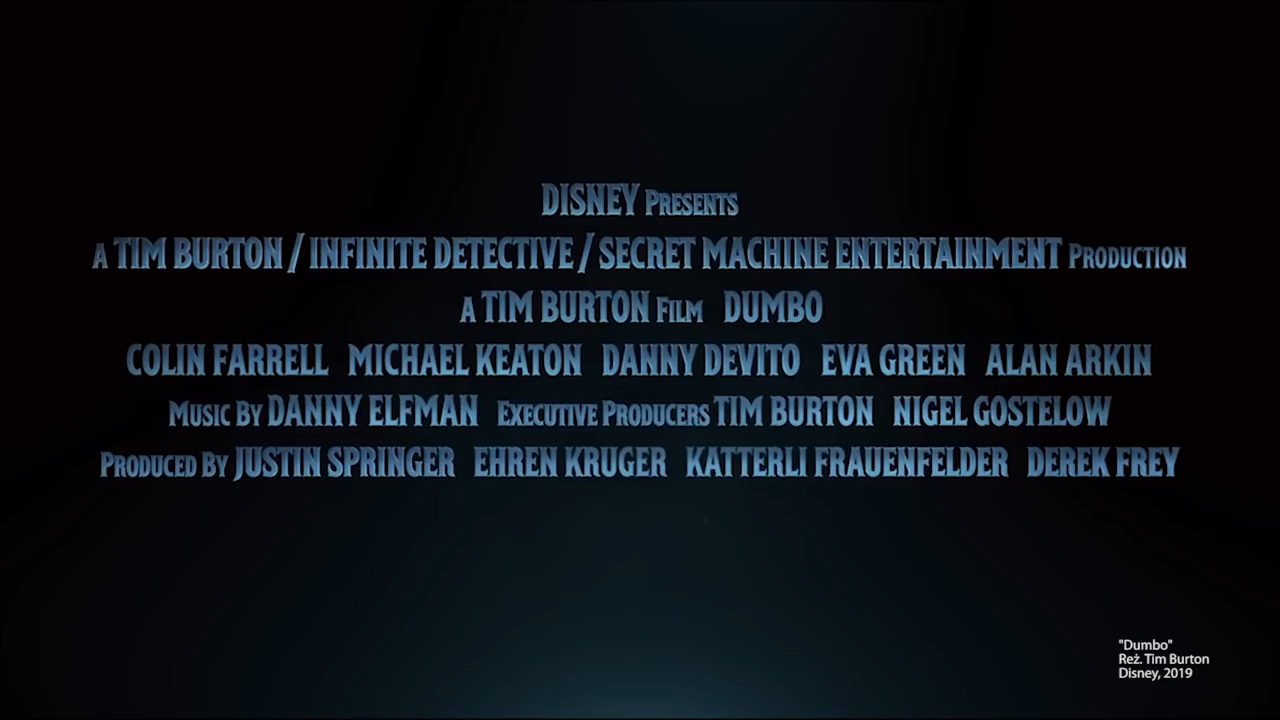 DISNEY PRESENTS
A TIM BURTON / INFINITE DETECTIVE / SECRET MACHINE ENTERTAINMENT PRODUCTION
A TIM BURTON FILM DUMBO
COLIN FARRELL MICHAEL KEATON DANNY DEVITO EVA GREEN ALAN ARKIN
MUSIC BY DANNY ELFMAN EXECUTIVE PRODUCERS TIM BURTON NIGEL GOSTELOW
PRODUCED BY JUSTIN SPRINGER EHREN KRUGER KATTERLI FRAUENFELDER DEREK FREY
"Dumbo"
Reż. Tim Burton
Disney, 2019